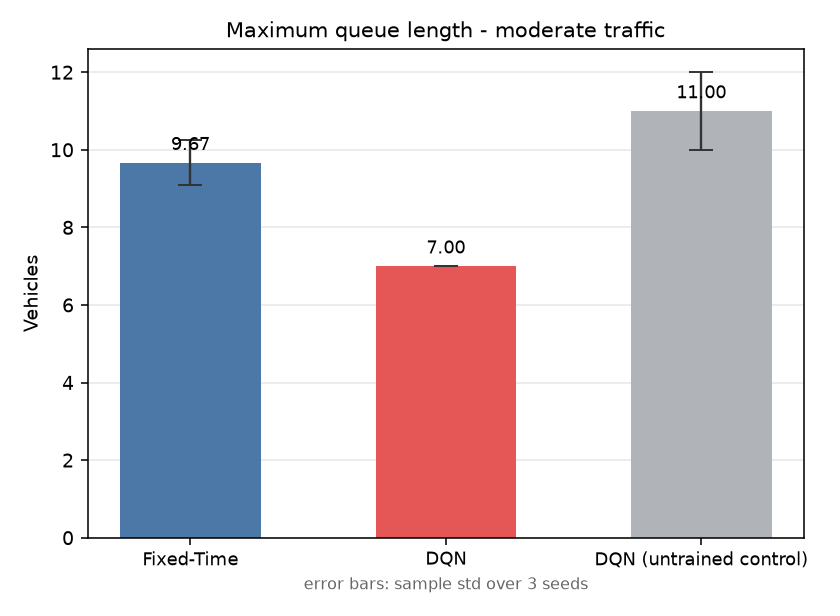 Maximum queue length - moderate traffic
Vehicles
12
10
8
6
4
2
0
9.67
7.00
11.00
Fixed-Time
DQN
DQN (untrained control)
error bars: sample std over 3 seeds